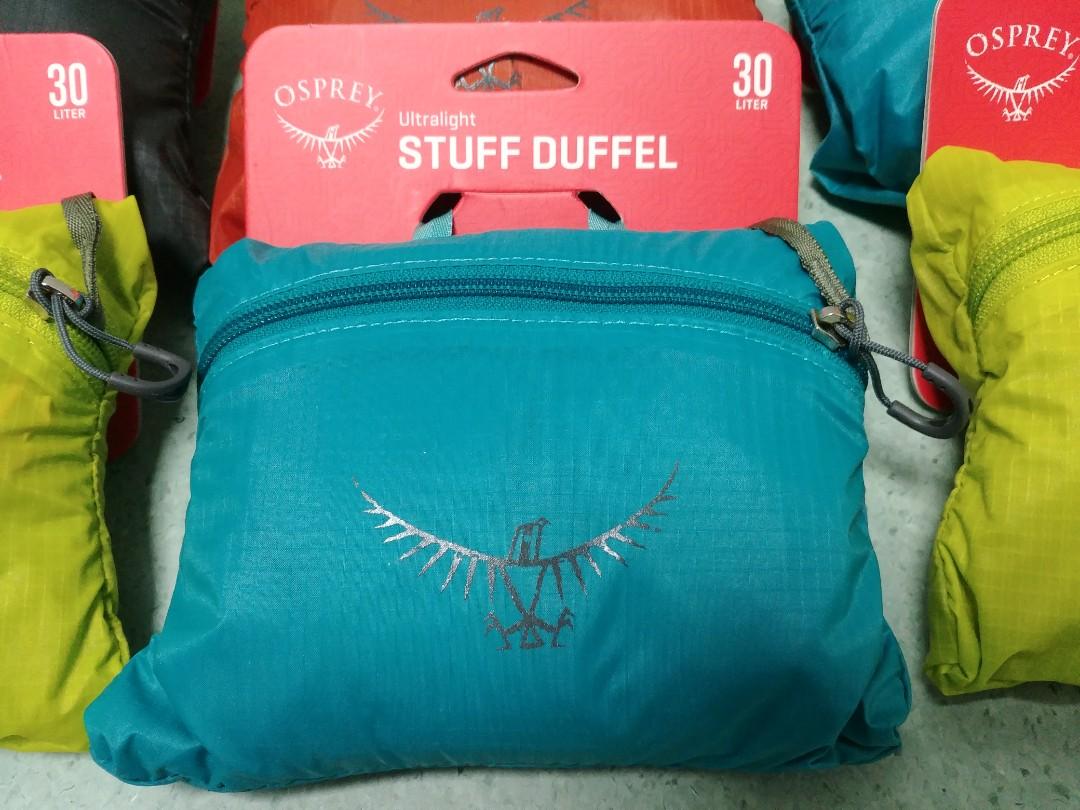 30
LITER
OSPREY
Ultralight
STUFF DUFFEL
30
LITER
OSPREY